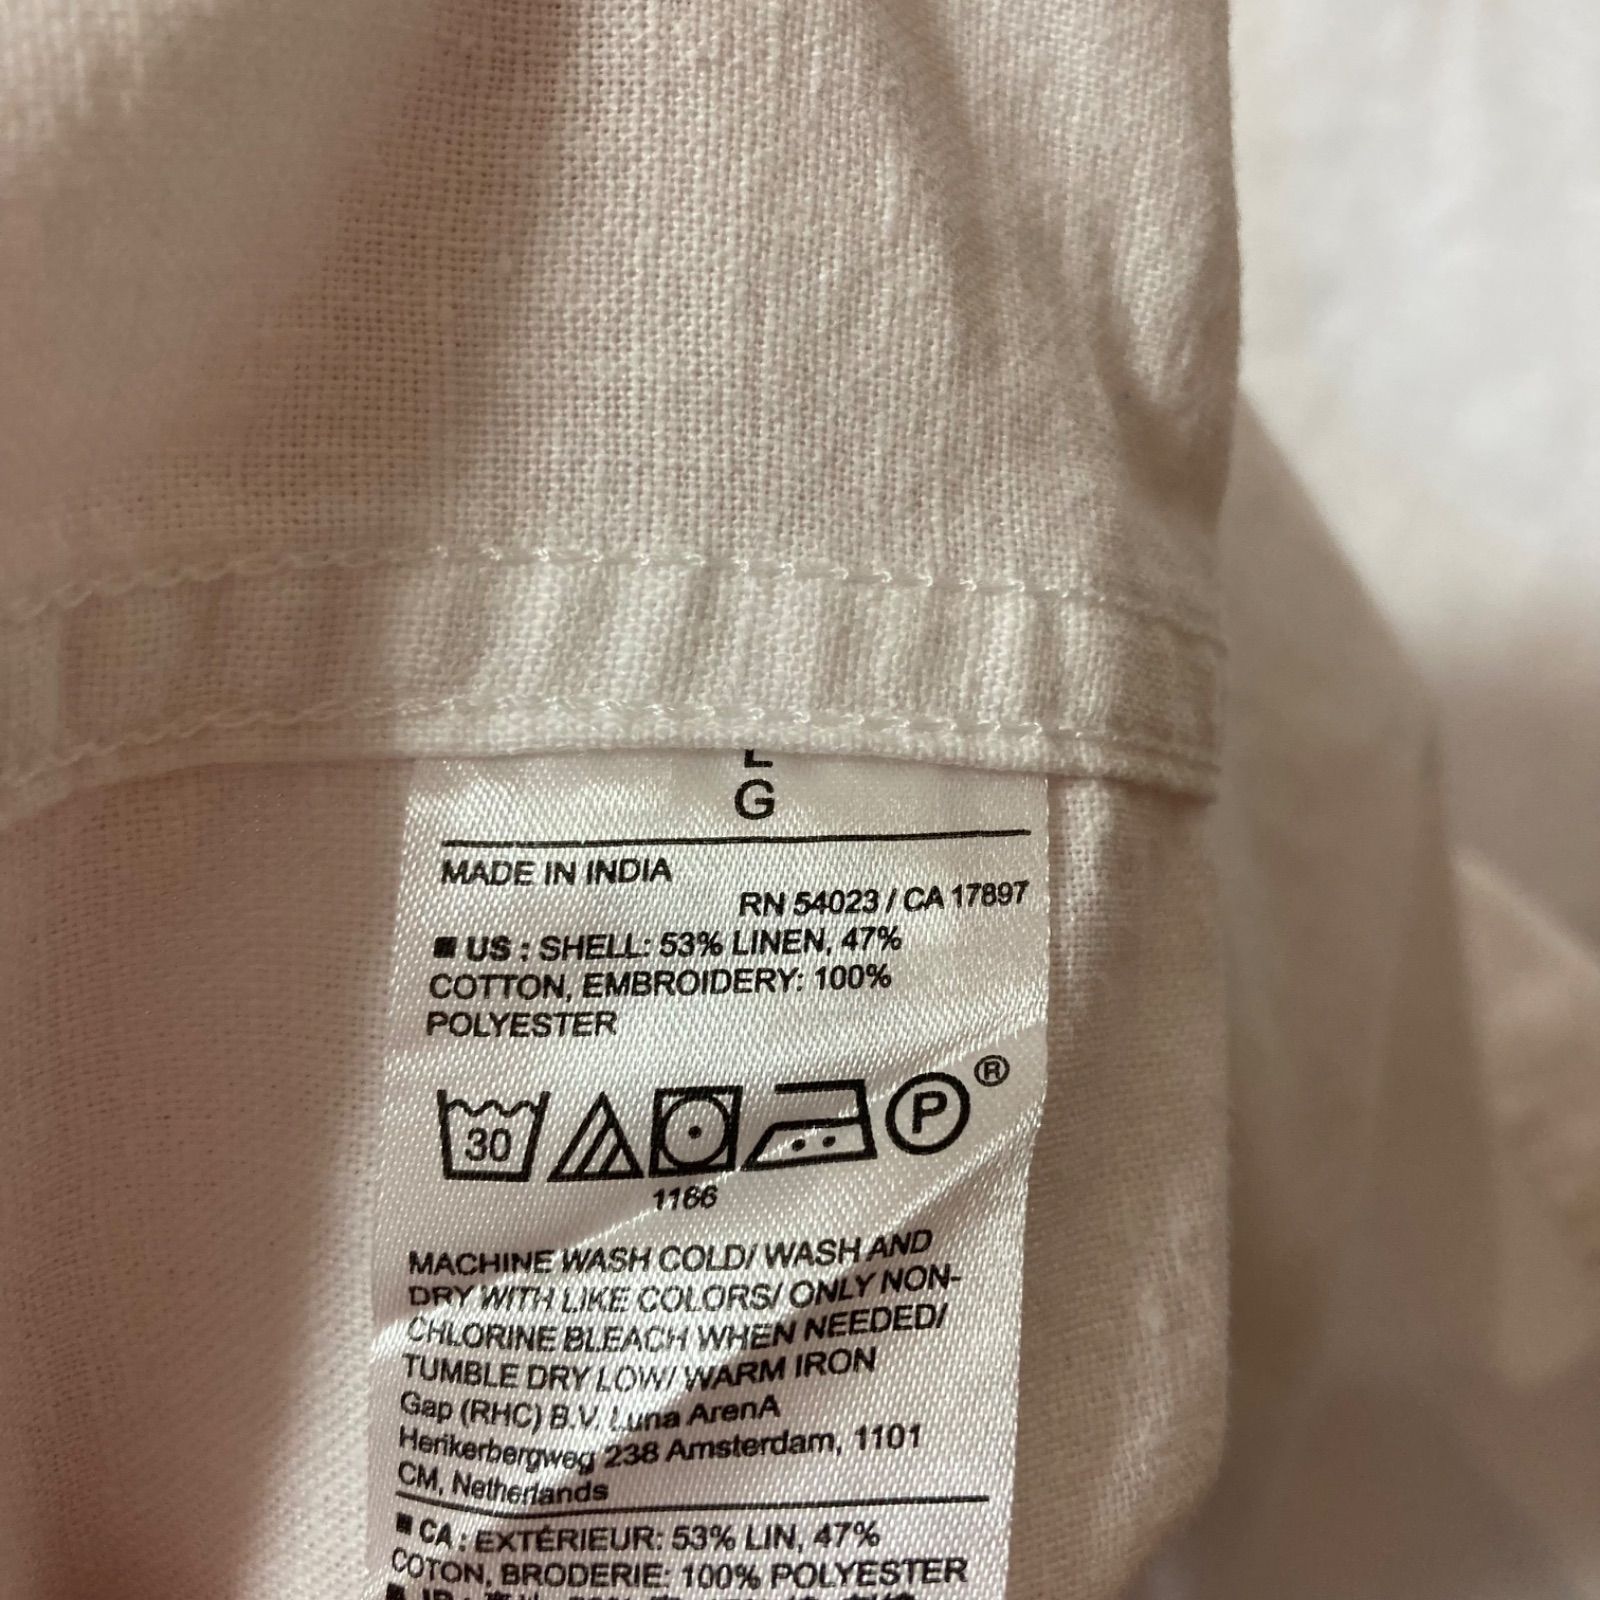 L
G
MADE IN INDIA
RN 54023 / CA 17897
■ US : SHELL: 53% LINEN, 47%
COTTON, EMBROIDERY: 100%
POLYESTER
30 P ®
1166
MACHINE WASH COLD/ WASH AND
DRY WITH LIKE COLORS/ ONLY NON-
CHLORINE BLEACH WHEN NEEDED/
TUMBLE DRY LOW/ WARM IRON
Gap (RHC) B.V. Luna ArenA
Herikerbergweg 238 Amsterdam, 1101
CM, Netherlands
■ CA : EXTÉRIEUR: 53% LIN, 47%
COTON, BRODERIE: 100% POLYESTER